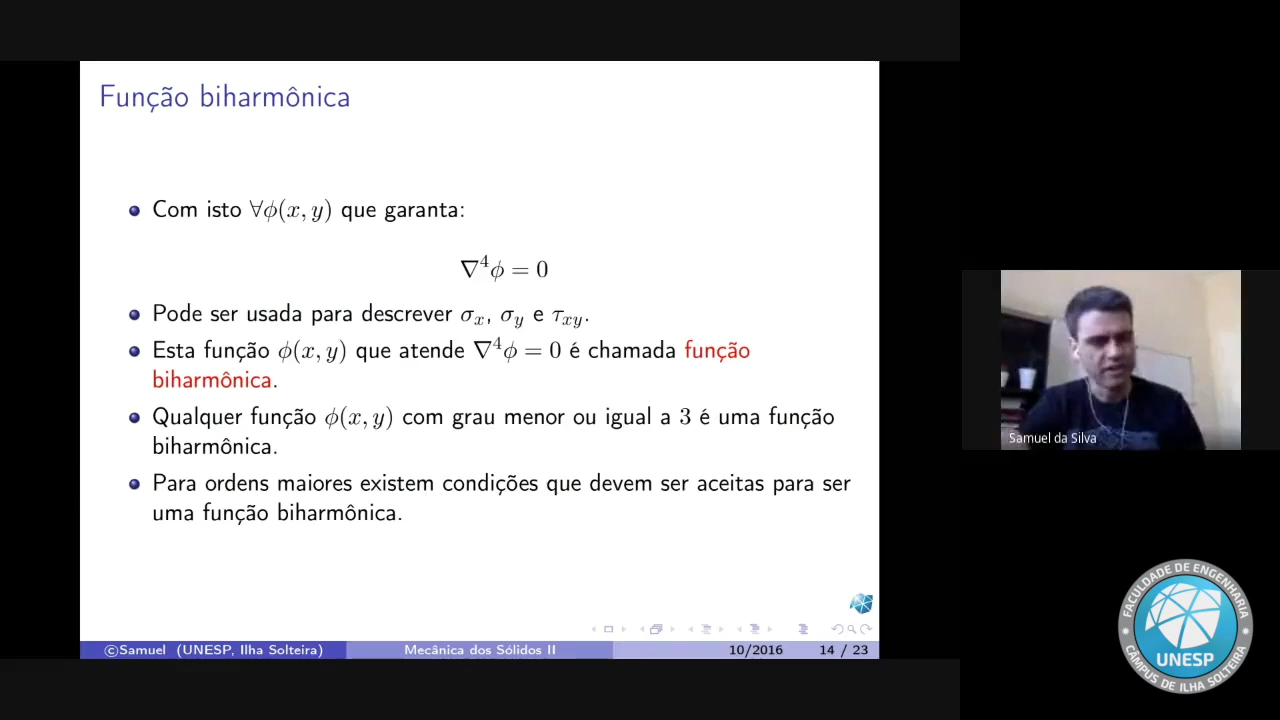 Função biharmônica
Com isto ∀ϕ(x, y) que garanta:
∇⁴ϕ = 0
Pode ser usada para descrever σₓ, σ_y e τ_xy.
Esta função ϕ(x, y) que atende ∇⁴ϕ = 0 é chamada função
biharmônica.
Qualquer função ϕ(x, y) com grau menor ou igual a 3 é uma função
biharmônica.
Para ordens maiores existem condições que devem ser aceitas para ser
uma função biharmônica.
©Samuel (UNESP, Ilha Solteira)
Mecânica dos Sólidos II
10/2016
14 / 23
Samuel da Silva
FACULDADE DE ENGENHARIA
UNESP
CÂMPUS DE ILHA SOLTEIRA